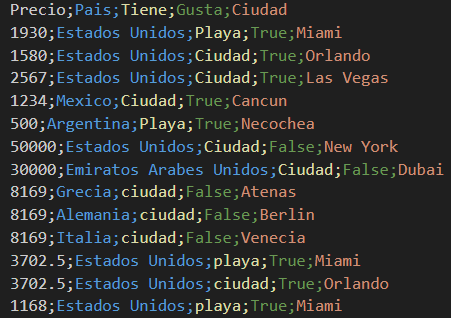 Precio;Pais;Tiene;Gusta;Ciudad
1930;Estados Unidos;Playa;True;Miami
1580;Estados Unidos;Ciudad;True;Orlando
2567;Estados Unidos;Ciudad;True;Las Vegas
1234;Mexico;Ciudad;True;Cancun
500;Argentina;Playa;True;Necochea
50000;Estados Unidos;Ciudad;False;New York
30000;Emiratos Arabes Unidos;Ciudad;False;Dubai
8169;Grecia;ciudad;False;Atenas
8169;Alemania;ciudad;False;Berlin
8169;Italia;ciudad;False;Venecia
3702.5;Estados Unidos;playa;True;Miami
3702.5;Estados Unidos;ciudad;True;Orlando
1168;Estados Unidos;playa;True;Miami